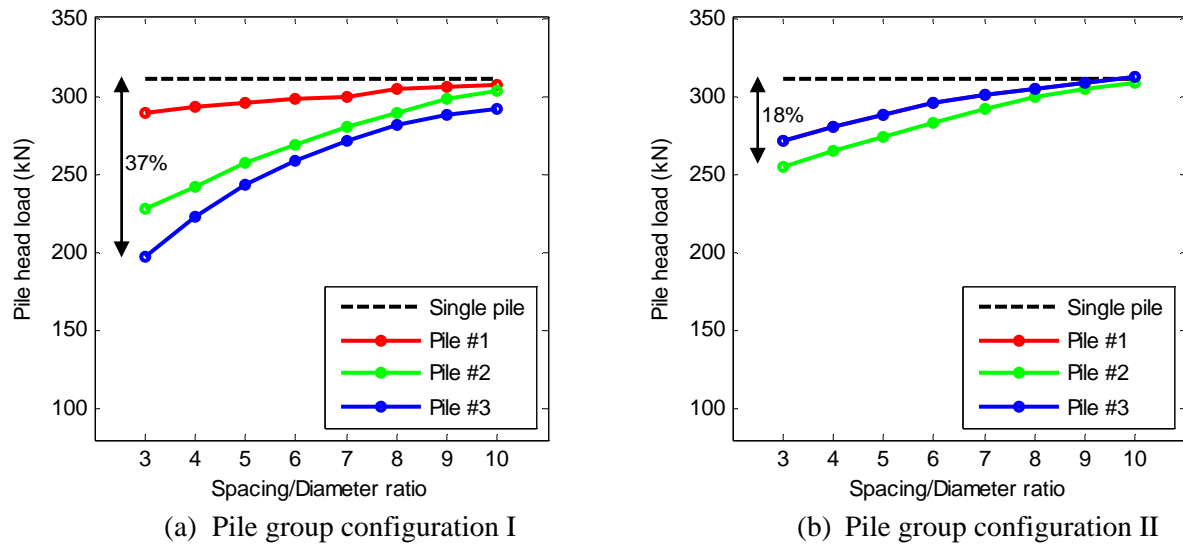 350
300
250
200
150
100
Pile head load (kN)
37%
Single pile
Pile #1
Pile #2
Pile #3
3 4 5 6 7 8 9 10
Spacing/Diameter ratio
(a) Pile group configuration I
350
300
250
200
150
100
Pile head load (kN)
18%
Single pile
Pile #1
Pile #2
Pile #3
3 4 5 6 7 8 9 10
Spacing/Diameter ratio
(b) Pile group configuration II